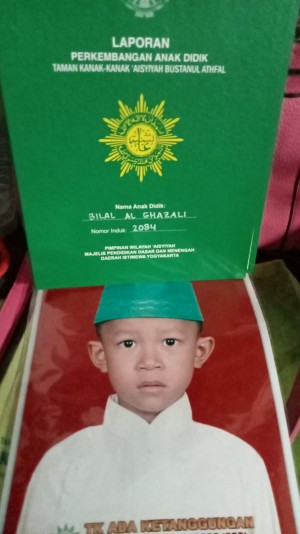 LAPORAN
PERKEMBANGAN ANAK DIDIK
TAMAN KANAK-KANAK 'AISYIYAH BUSTANUL ATHFAL
Nama Anak Didik:
BILAL AL GHAZALI
Nomor Induk: 2084
PIMPINAN WILAYAH 'AISYIYAH
MAJELIS PENDIDIKAN DASAR DAN MENENGAH
DAERAH ISTIMEWA YOGYAKARTA
TK ABA KETANGGUNGAN